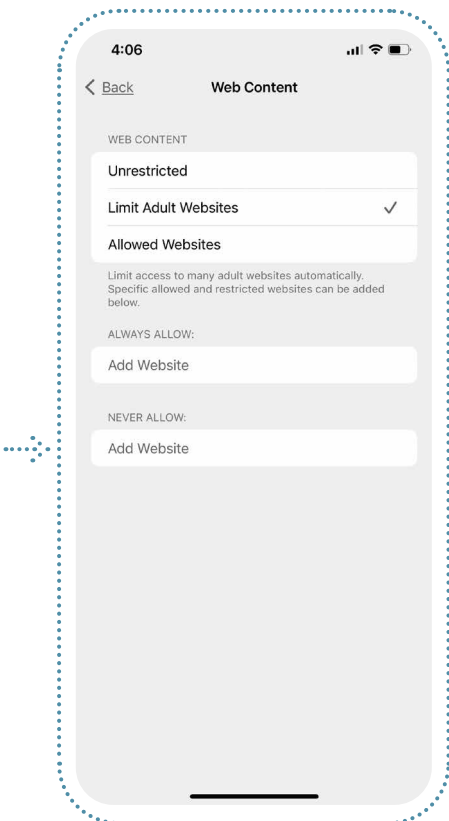 4:06
Back
Web Content
WEB CONTENT
Unrestricted
Limit Adult Websites
Allowed Websites
Limit access to many adult websites automatically.
Specific allowed and restricted websites can be added
below.
ALWAYS ALLOW:
Add Website
NEVER ALLOW:
Add Website